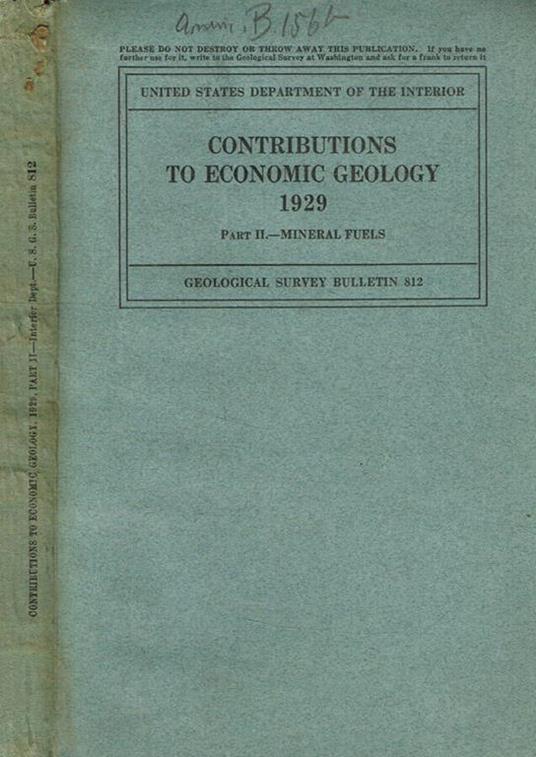 B. 156
PLEASE DO NOT DESTROY OR THROW AWAY THIS PUBLICATION. If you have no
further use for it, write to the Geological Survey at Washington and ask for a frank to return it
UNITED STATES DEPARTMENT OF THE INTERIOR
CONTRIBUTIONS
TO ECONOMIC GEOLOGY
1929
PART II.—MINERAL FUELS
GEOLOGICAL SURVEY BULLETIN 812
CONTRIBUTIONS TO ECONOMIC GEOLOGY, 1929, PART II—Interior Dept.—U. S. G. S. Bulletin 812